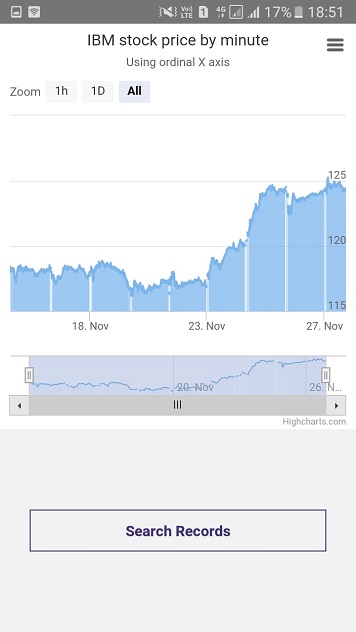 Vo)) LTE 1 4G 17% 18:51
IBM stock price by minute
Using ordinal X axis
Zoom 1h 1D All
125
120
115
18. Nov 23. Nov 27. Nov
20. Nov 26. N...
Highcharts.com
Search Records